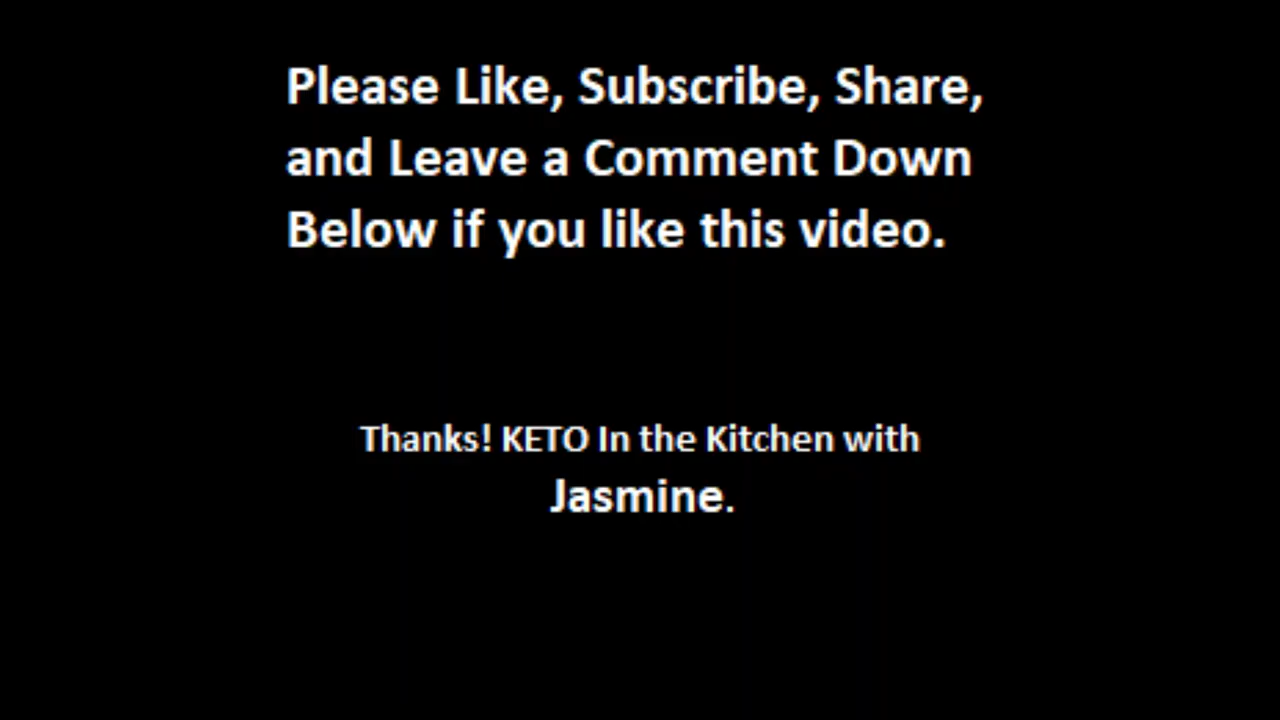 Please Like, Subscribe, Share,
and Leave a Comment Down
Below if you like this video.
Thanks! KETO In the Kitchen with
Jasmine.